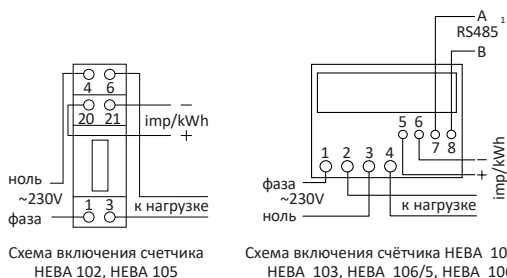 A
RS485 1
B
4 6
20 21
imp/kWh
−
+
ноль
~230V
фаза
1 3
к нагрузке
5 6
7 8
1 2 3 4
−
+
imp/kWh
фаза
~230V
ноль
к нагрузке
Схема включения счетчика
НЕВА 102, НЕВА 105
Схема включения счётчика НЕВА 10
НЕВА 103, НЕВА 106/5, НЕВА 106